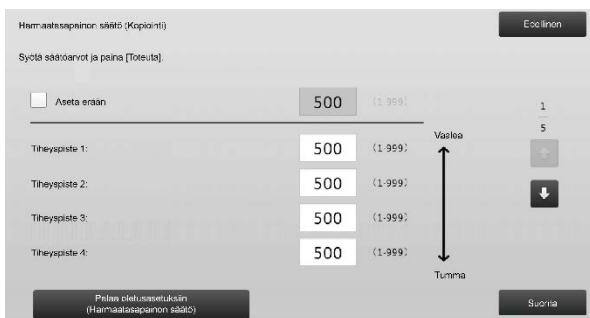 Harmaatasapainon säätö (Kopiointi)
Edellinen
Syötä säätöarvot ja paina [Toteuta].
Aseta erään
500
(1-999)
1
5
Vaalea
Tiheyspiste 1:
500
(1-999)
Tiheyspiste 2:
500
(1-999)
Tiheyspiste 3:
500
(1-999)
Tiheyspiste 4:
500
(1-999)
Tumma
Palaa oletusasetuksiin
(Harmaatasapainon säätö)
Suorita